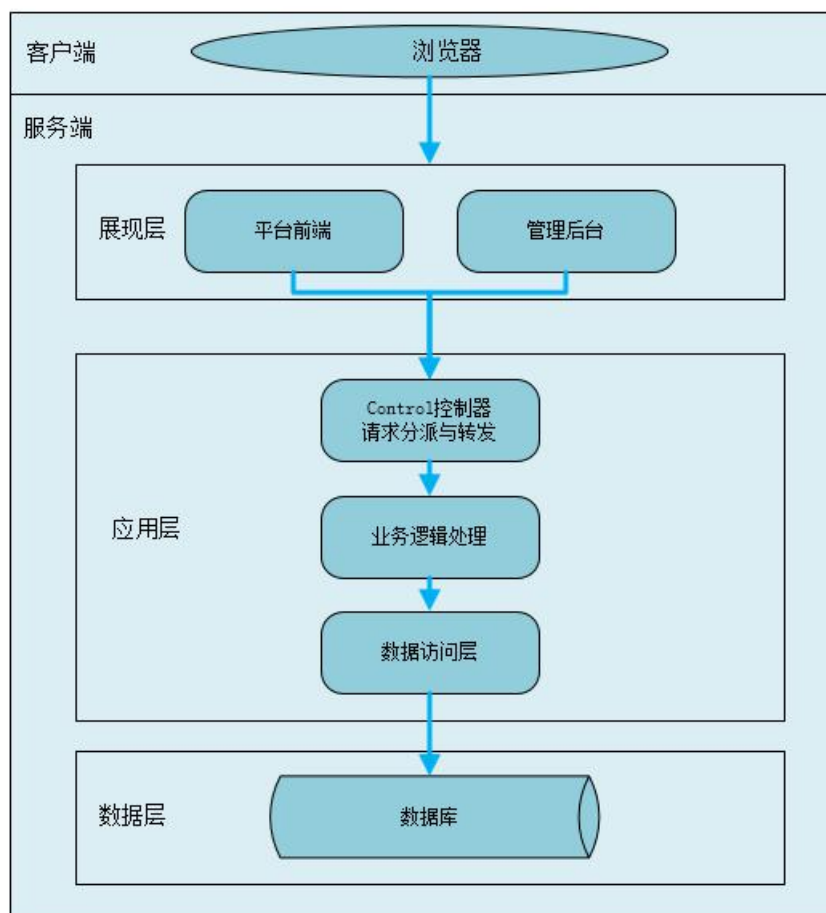 客户端
浏览器
服务端
展现层
平台前端
管理后台
Control控制器
请求分派与转发
应用层
业务逻辑处理
数据访问层
数据层
数据库